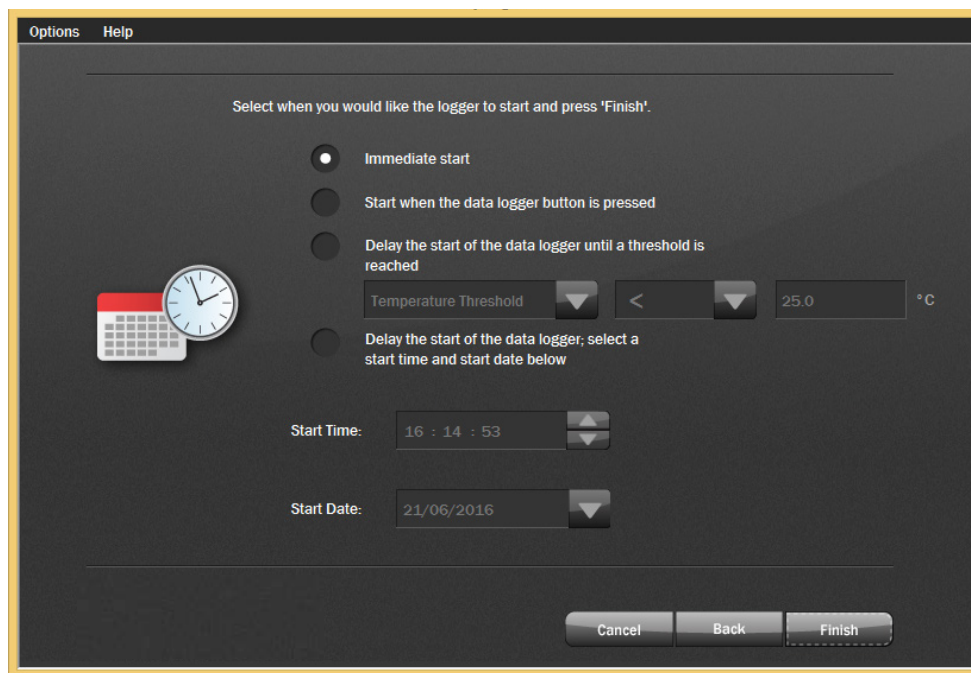 Options Help
Select when you would like the logger to start and press 'Finish'.
Immediate start
Start when the data logger button is pressed
Delay the start of the data logger until a threshold is
reached
Temperature Threshold < 25.0 °C
Delay the start of the data logger; select a
start time and start date below
Start Time: 16 : 14 : 53
Start Date: 21/06/2016
Cancel Back Finish